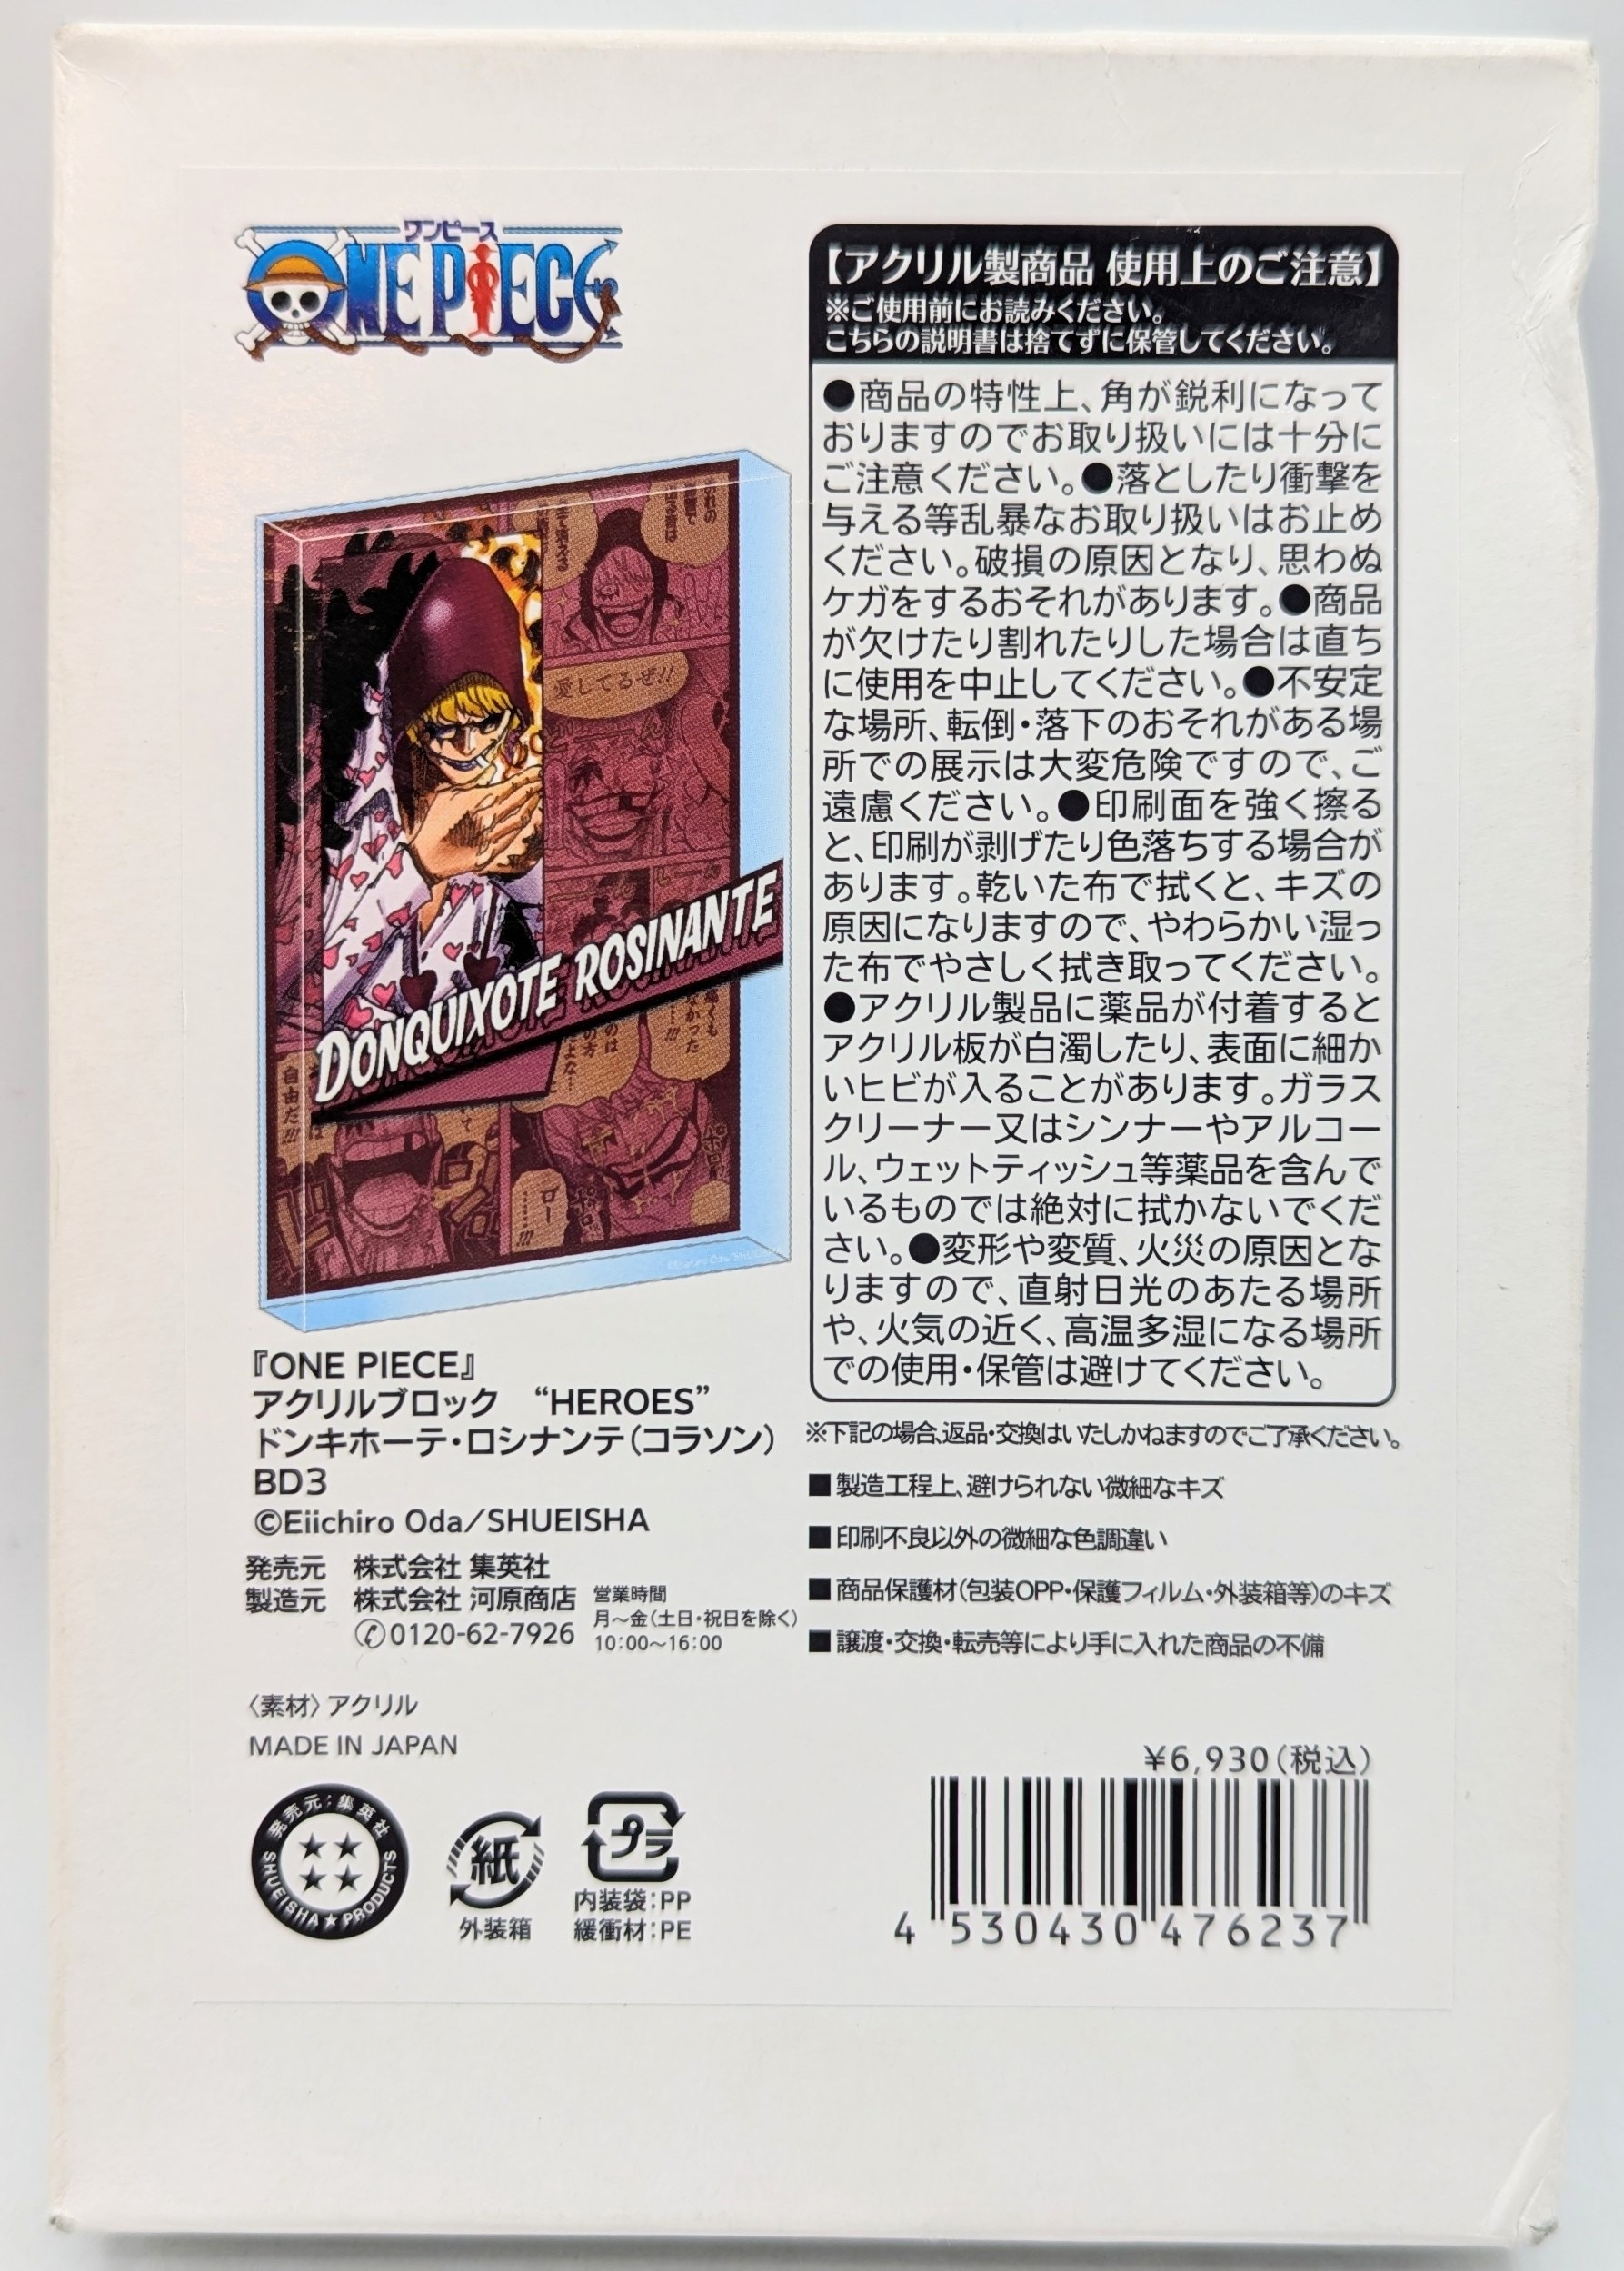 ワンピース
ONE PIECE
愛してるぜ!!
DONQUIXOTE ROSINANTE
自由だ!!!
ロー
……!!!
『ONE PIECE』
アクリルブロック “HEROES”
ドンキホーテ・ロシナンテ（コラソン）
BD3
©Eiichiro Oda／SHUEISHA
発売元 株式会社 集英社
製造元 株式会社 河原商店
0120-62-7926
営業時間
月～金（土日・祝日を除く）
10:00～16:00
〈素材〉アクリル
MADE IN JAPAN
発売元：集英社
SHUEISHA★PRODUCTS
紙
外装箱
プラ
内装袋：PP
緩衝材：PE
【アクリル製商品 使用上のご注意】
※ご使用前にお読みください。
こちらの説明書は捨てずに保管してください。
●商品の特性上、角が鋭利になって
おりますのでお取り扱いには十分に
ご注意ください。●落としたり衝撃を
与える等乱暴なお取り扱いはお止め
ください。破損の原因となり、思わぬ
ケガをするおそれがあります。●商品
が欠けたり割れたりした場合は直ち
に使用を中止してください。●不安定
な場所、転倒・落下のおそれがある場
所での展示は大変危険ですので、ご
遠慮ください。●印刷面を強く擦る
と、印刷が剥げたり色落ちする場合が
あります。乾いた布で拭くと、キズの
原因になりますので、やわらかい湿っ
た布でやさしく拭き取ってください。
●アクリル製品に薬品が付着すると
アクリル板が白濁したり、表面に細か
いヒビが入ることがあります。ガラス
クリーナー又はシンナーやアルコー
ル、ウェットティッシュ等薬品を含んで
いるものでは絶対に拭かないでくだ
さい。●変形や変質、火災の原因とな
りますので、直射日光のあたる場所
や、火気の近く、高温多湿になる場所
での使用・保管は避けてください。
※下記の場合、返品・交換はいたしかねますのでご了承ください。
■製造工程上、避けられない微細なキズ
■印刷不良以外の微細な色調違い
■商品保護材（包装OPP・保護フィルム・外装箱等）のキズ
■譲渡・交換・転売等により手に入れた商品の不備
¥6,930（税込）
4 530430 476237